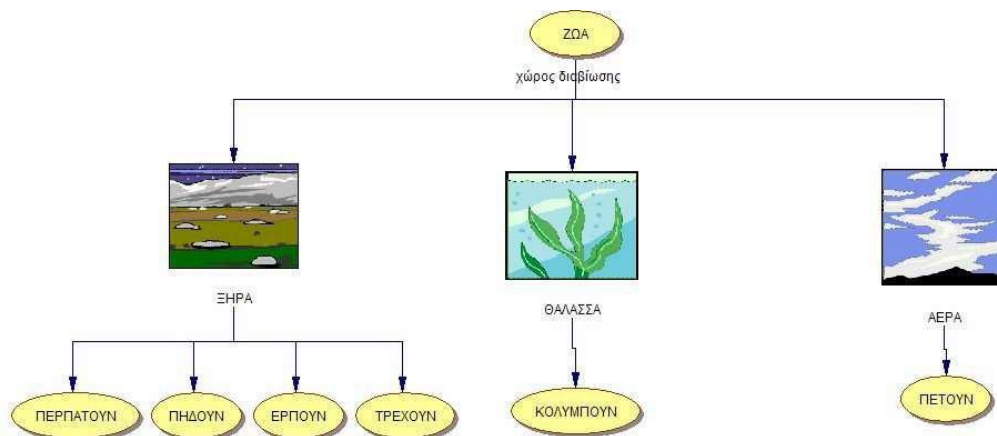 ΖΩΑ
χώρος διαβίωσης
ΞΗΡΑ
ΘΑΛΑΣΣΑ
ΑΕΡΑ
ΠΕΡΠΑΤΟΥΝ
ΠΗΔΟΥΝ
ΕΡΠΟΥΝ
ΤΡΕΧΟΥΝ
ΚΟΛΥΜΠΟΥΝ
ΠΕΤΟΥΝ